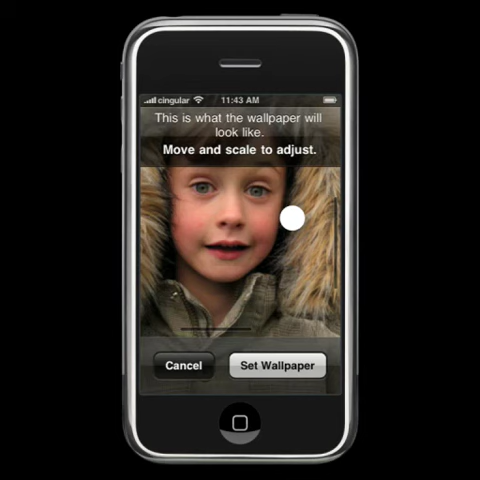 cingular 11:43 AM
This is what the wallpaper will
look like.
Move and scale to adjust.
Cancel Set Wallpaper